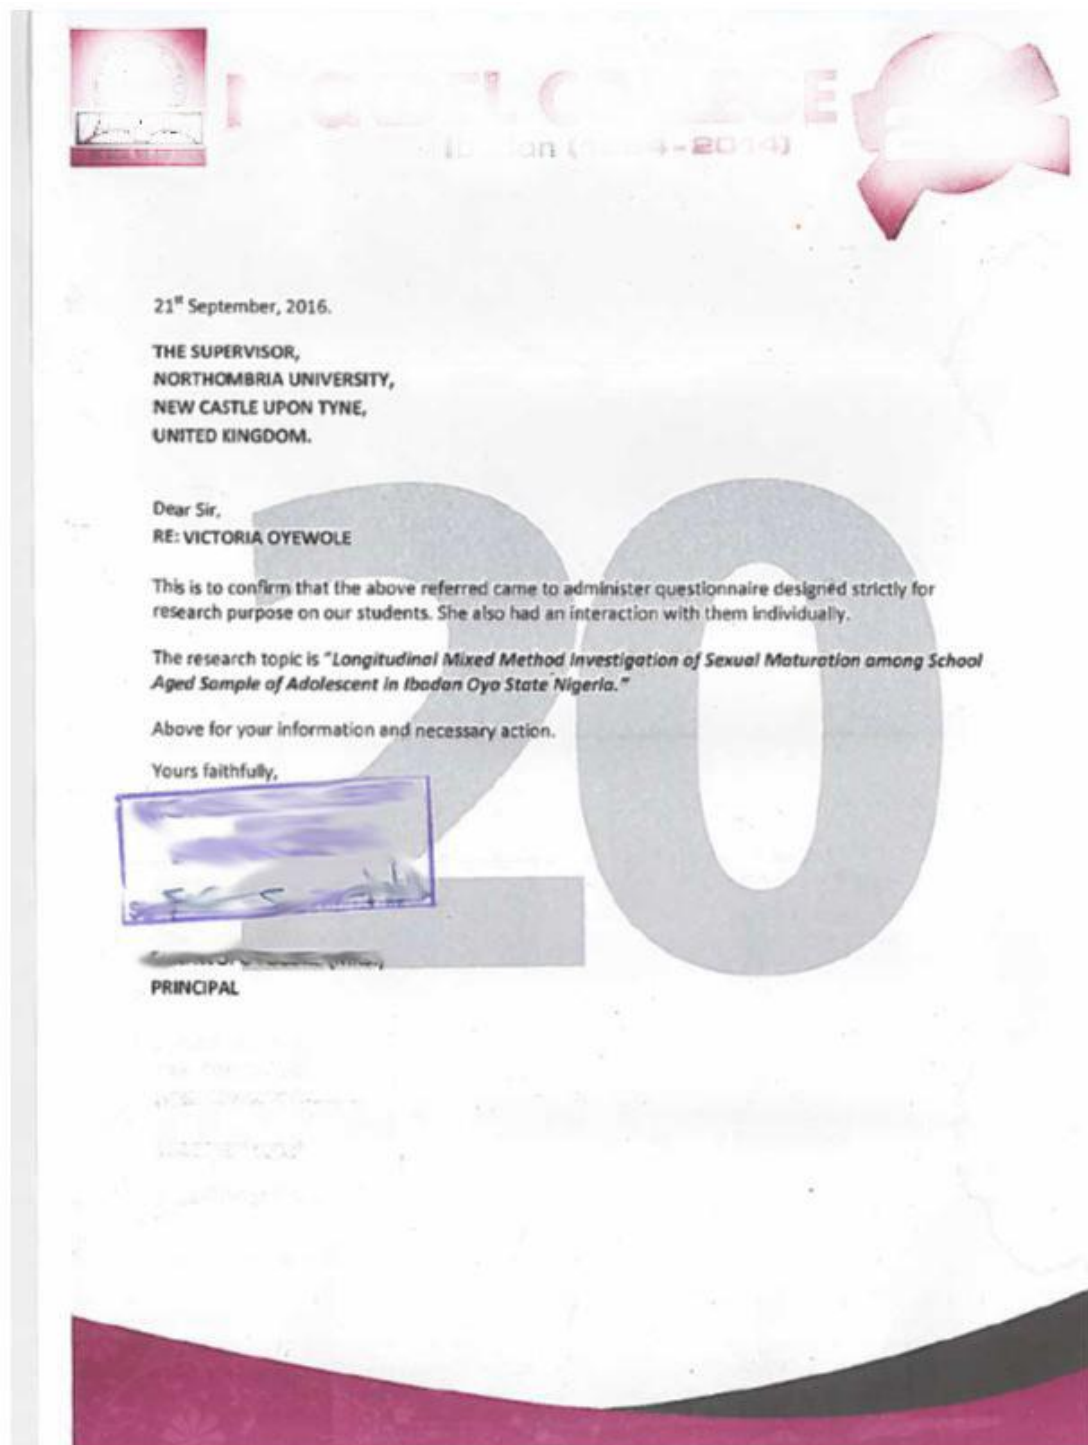 COLLEGE
21st September, 2016.
THE SUPERVISOR,
NORTHOMBRIA UNIVERSITY,
NEW CASTLE UPON TYNE,
UNITED KINGDOM.
Dear Sir,
RE: VICTORIA OYEWOLE
This is to confirm that the above referred came to administer questionnaire designed strictly for
research purpose on our students. She also had an interaction with them individually.
The research topic is "Longitudinal Mixed Method Investigation of Sexual Maturation among School
Aged Sample of Adolescent in Ibadan Oyo State Nigeria."
Above for your information and necessary action.
Yours faithfully,
PRINCIPAL
20